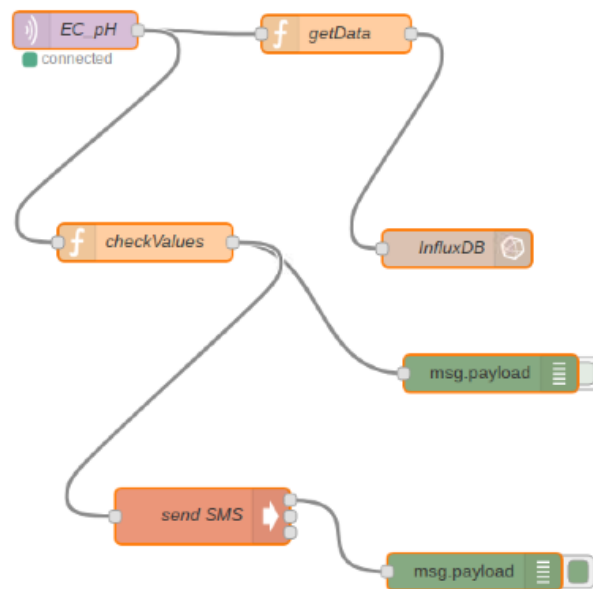 EC_pH
getData
connected
checkValues
InfluxDB
msg.payload
send SMS
msg.payload